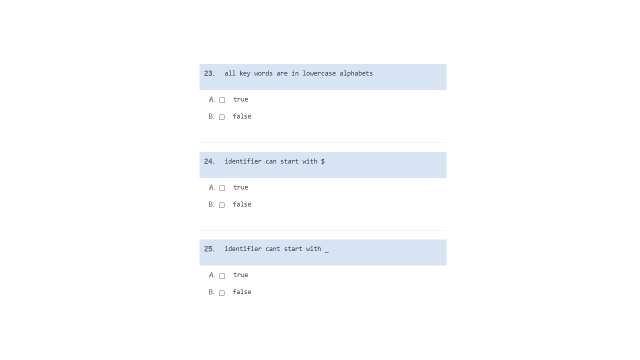 23. all key words are in lowercase alphabets
A. true
B. false
24. identifier can start with $
A. true
B. false
25. identifier cant start with _
A. true
B. false